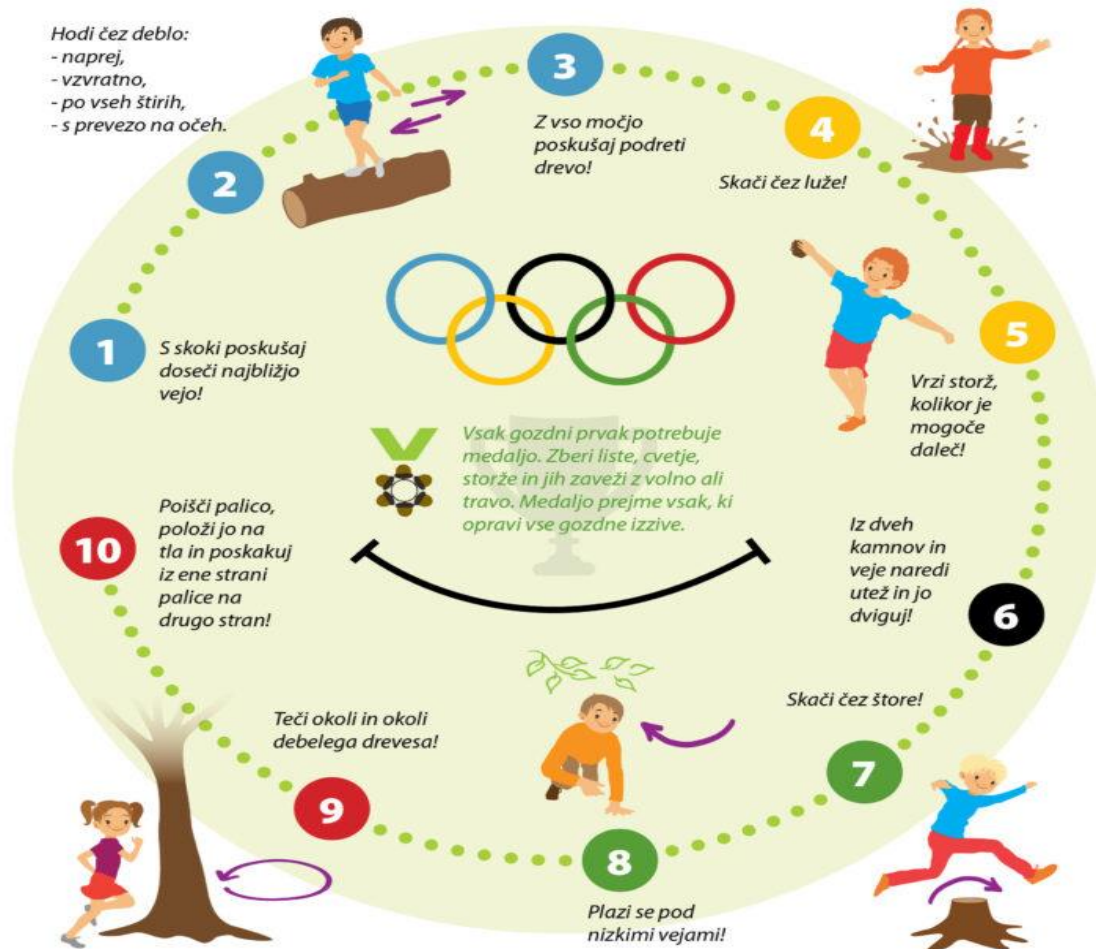 Hodi čez deblo:
- naprej,
- vzvratno,
- po vseh štirih,
- s prevezo na očeh.
3
Z vso močjo
poskušaj podreti
drevo!
4
Skači čez luže!
2
1
S skoki poskušaj
doseči najbližjo
vejo!
5
Vrzi storž,
kolikor je
mogoče
daleč!
Vsak gozdni prvak potrebuje
medaljo. Zberi liste, cvetje,
storže in jih zaveži z volno ali
travo. Medaljo prejme vsak, ki
opravi vse gozdne izzive.
10
Poišči palico,
položi jo na
tla in poskakuj
iz ene strani
palice na
drugo stran!
Iz dveh
kamnov in
veje naredi
utež in jo
dviguj!
6
Skači čez štore!
7
Teči okoli in okoli
debelega drevesa!
9
8
Plazi se pod
nizkimi vejami!